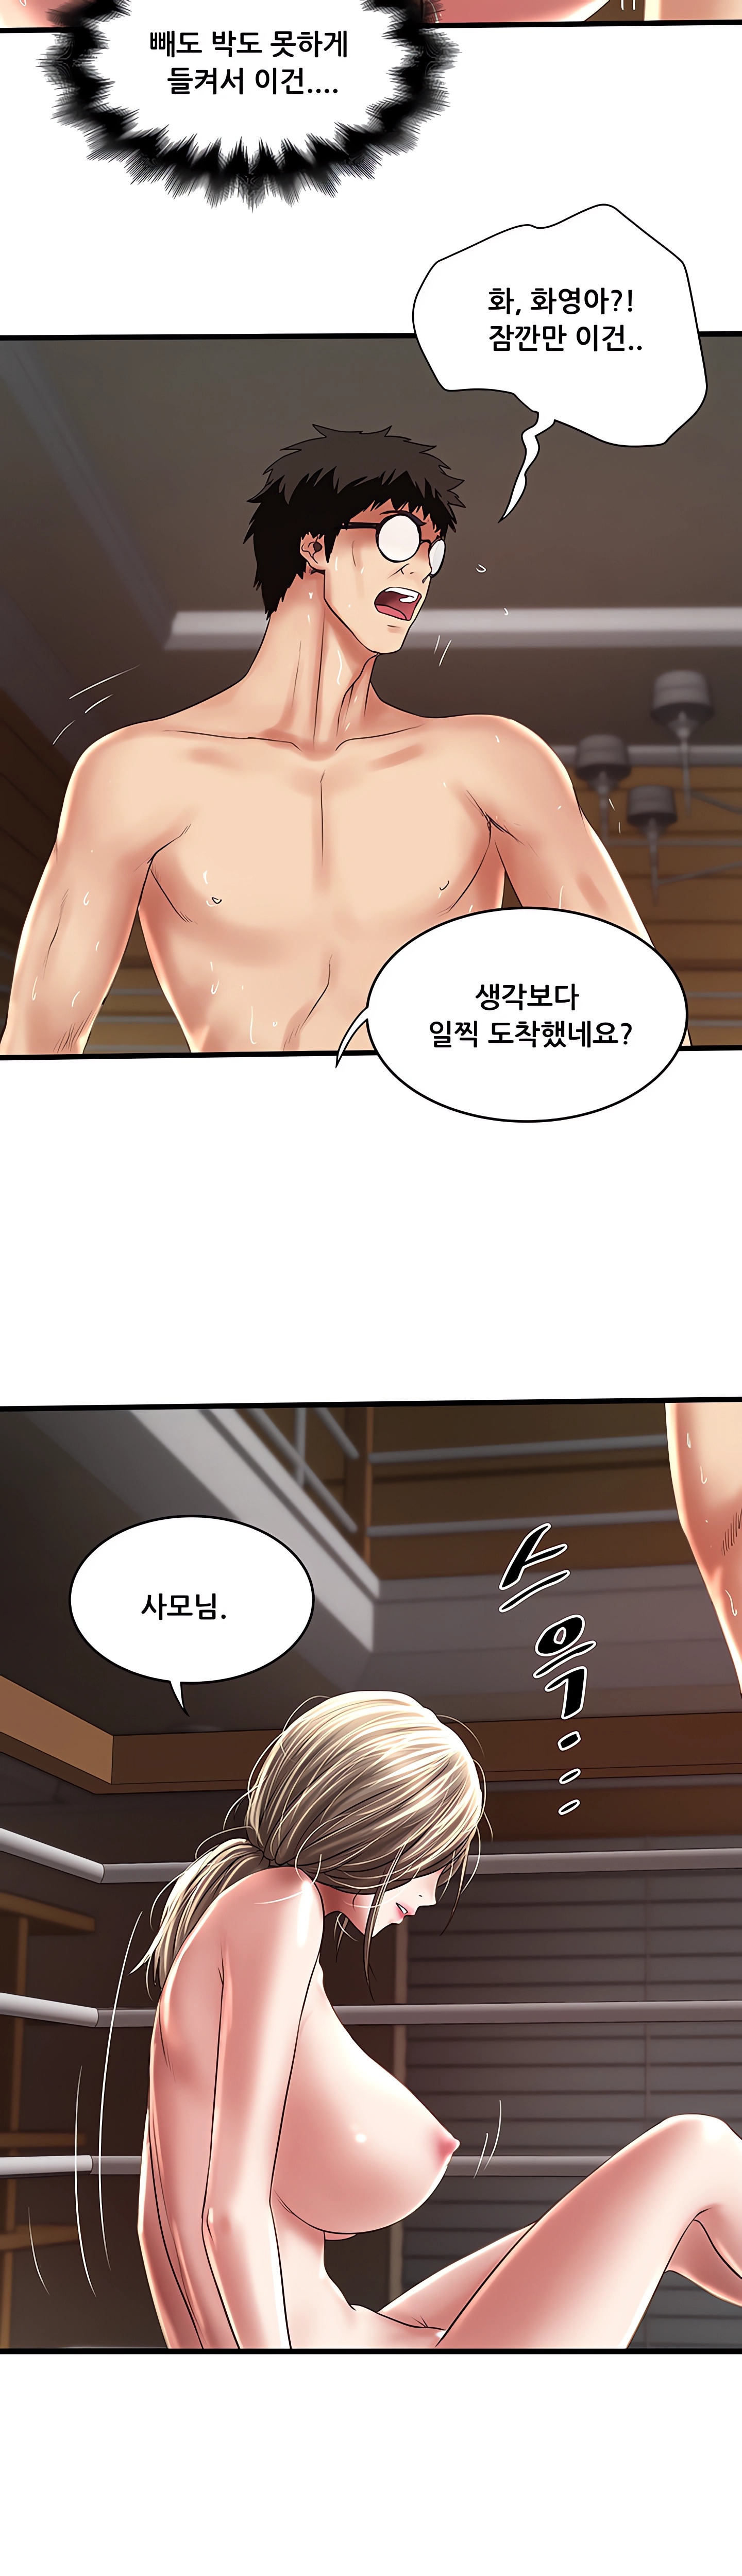 빼도 박도 못하게
들켜서 이건....
화, 화영아?!
잠깐만 이건..
생각보다
일찍 도착했네요?
사모님.
스윽...